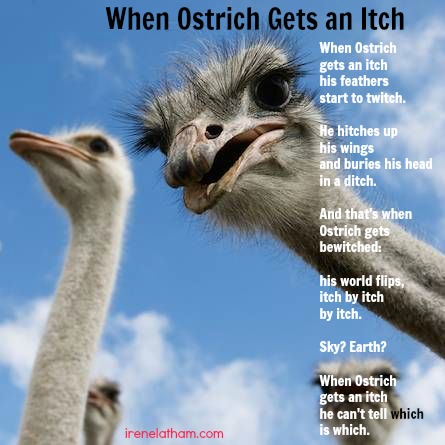 When Ostrich Gets an Itch
When Ostrich
gets an itch
his feathers
start to twitch.
He hitches up
his wings
and buries his head
in a ditch.
And that's when
Ostrich gets
bewitched:
his world flips,
itch by itch
by itch.
Sky? Earth?
When Ostrich
gets an itch
he can't tell which
is which.
irenelatham.com